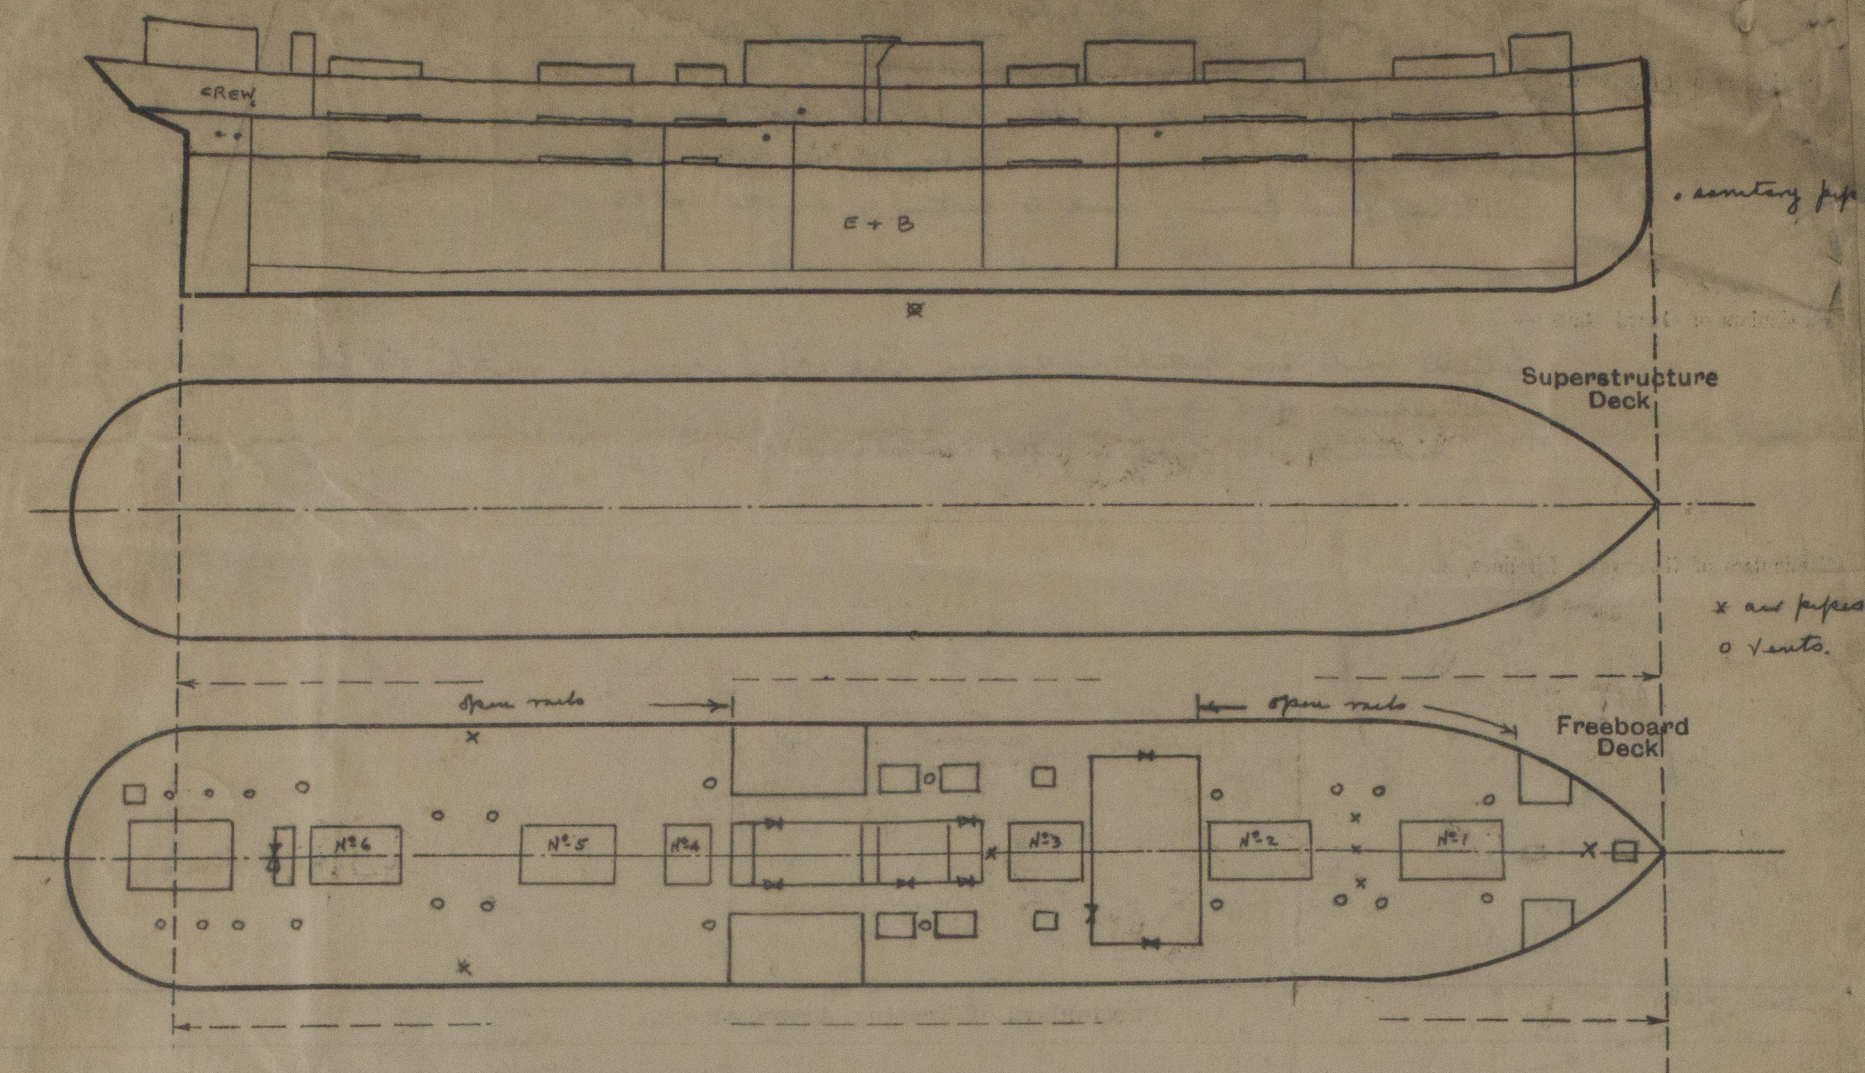 CREW
• sanitary
E + B
Superstructure
Deck
x air pipes
o Vents.
open rails
open rails
Freeboard
Deck
Nº 6
Nº 5
Nº 4
Nº 3
Nº 2
Nº 1